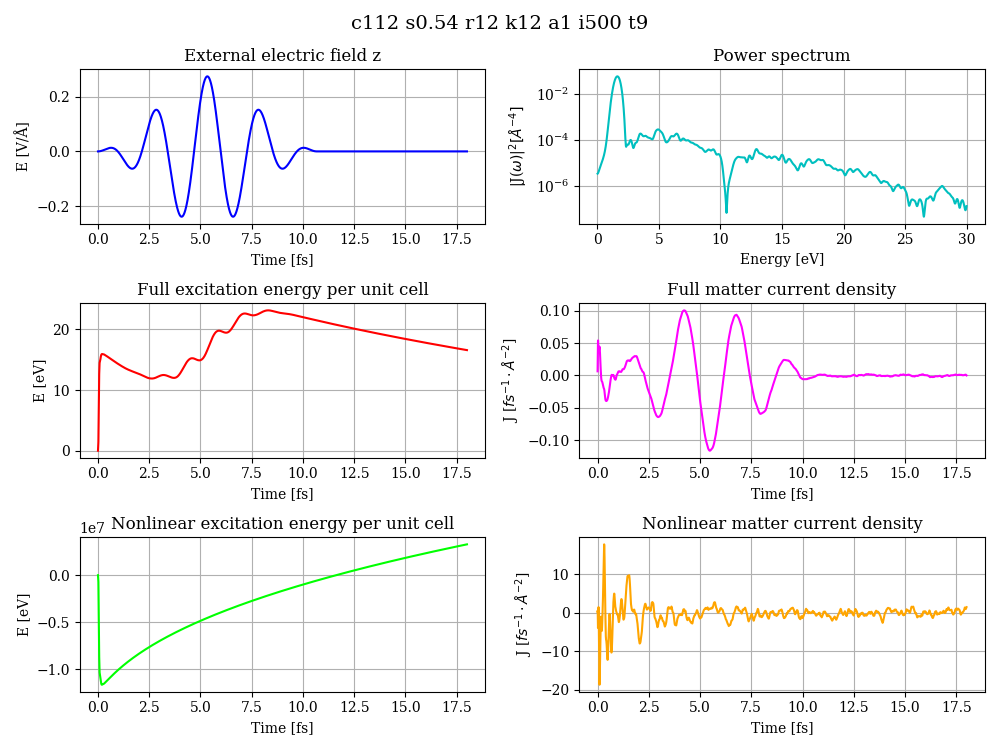 c112 s0.54 r12 k12 a1 i500 t9
External electric field z
E [V/Å]
0.2
0.0
−0.2
0.0 2.5 5.0 7.5 10.0 12.5 15.0 17.5
Time [fs]
Power spectrum
|J(ω)|² [Å⁻⁴]
10⁻²
10⁻⁴
10⁻⁶
0 5 10 15 20 25 30
Energy [eV]
Full excitation energy per unit cell
E [eV]
20
10
0
0.0 2.5 5.0 7.5 10.0 12.5 15.0 17.5
Time [fs]
Full matter current density
J [fs⁻¹ · Å⁻²]
0.10
0.05
0.00
−0.05
−0.10
0.0 2.5 5.0 7.5 10.0 12.5 15.0 17.5
Time [fs]
Nonlinear excitation energy per unit cell
1e7
E [eV]
0.0
−0.5
−1.0
0.0 2.5 5.0 7.5 10.0 12.5 15.0 17.5
Time [fs]
Nonlinear matter current density
J [fs⁻¹ · Å⁻²]
10
0
−10
−20
0.0 2.5 5.0 7.5 10.0 12.5 15.0 17.5
Time [fs]